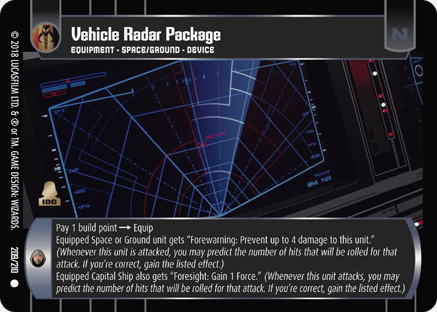 Vehicle Radar Package
EQUIPMENT - SPACE/GROUND - DEVICE
N
© 2018 LUCASFILM LTD. & ® or TM. GAME DESIGN: WIZARDS.
IDC
Pay 1 build point → Equip
Equipped Space or Ground unit gets “Forewarning: Prevent up to 4 damage to this unit.”
(Whenever this unit is attacked, you may predict the number of hits that will be rolled for that
attack. If you're correct, gain the listed effect.)
Equipped Capital Ship also gets “Foresight: Gain 1 Force.” (Whenever this unit attacks, you may
predict the number of hits that will be rolled for that attack. If you're correct, gain the listed effect.)